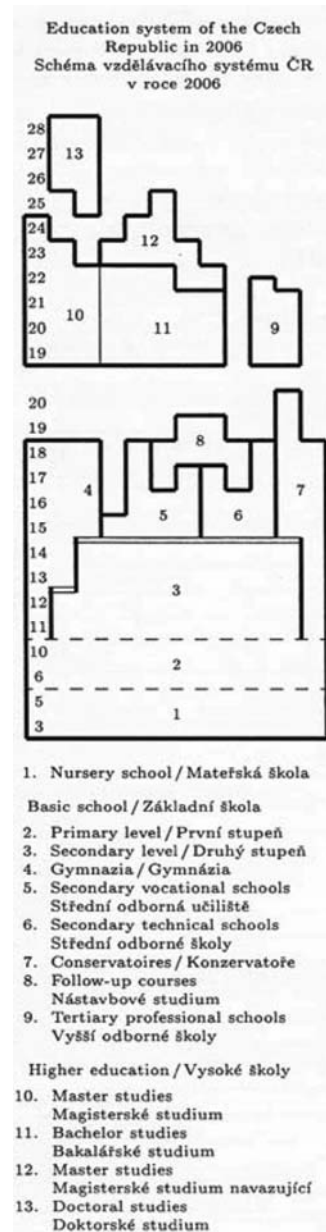 Education system of the Czech
Republic in 2006
Schéma vzdělávacího systému ČR
v roce 2006
28
27
26
25
24
23
22
21
20
19
13
12
10
11
9
20
19
18
17
16
15
14
13
12
11
10
6
5
3
8
4
5
6
7
3
2
1
1. Nursery school / Mateřská škola
Basic school / Základní škola
2. Primary level / První stupeň
3. Secondary level / Druhý stupeň
4. Gymnazia / Gymnázia
5. Secondary vocational schools
Střední odborná učiliště
6. Secondary technical schools
Střední odborné školy
7. Conservatoires / Konzervatoře
8. Follow-up courses
Nástavbové studium
9. Tertiary professional schools
Vyšší odborné školy
Higher education / Vysoké školy
10. Master studies
Magisterské studium
11. Bachelor studies
Bakalářské studium
12. Master studies
Magisterské studium navazující
13. Doctoral studies
Doktorské studium